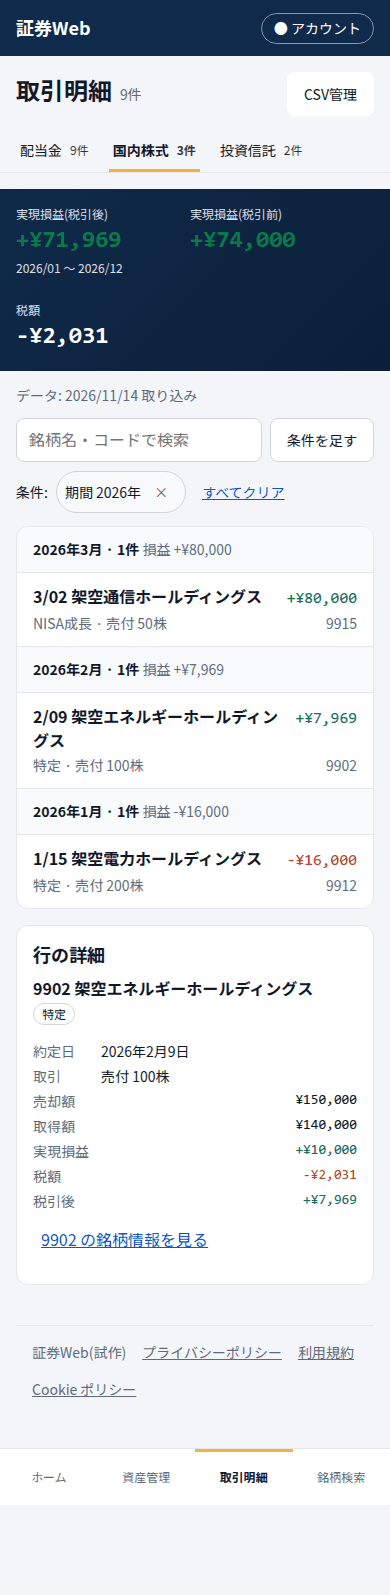 証券Web
アカウント
取引明細 9件
CSV管理
配当金 9件 国内株式 3件 投資信託 2件
実現損益(税引後) 実現損益(税引前)
+¥71,969 +¥74,000
2026/01 〜 2026/12
税額
-¥2,031
データ: 2026/11/14 取り込み
銘柄名・コードで検索
条件を足す
条件: 期間 2026年 × すべてクリア
2026年3月 · 1件 損益 +¥80,000
3/02 架空通信ホールディングス +¥80,000
NISA成長 · 売付 50株 9915
2026年2月 · 1件 損益 +¥7,969
2/09 架空エネルギーホールディン +¥7,969
グス
特定 · 売付 100株 9902
2026年1月 · 1件 損益 -¥16,000
1/15 架空電力ホールディングス -¥16,000
特定 · 売付 200株 9912
行の詳細
9902 架空エネルギーホールディングス
特定
約定日 2026年2月9日
取引 売付 100株
売却額 ¥150,000
取得額 ¥140,000
実現損益 +¥10,000
税額 -¥2,031
税引後 +¥7,969
9902 の銘柄情報を見る
証券Web(試作) プライバシーポリシー 利用規約
Cookie ポリシー
ホーム 資産管理 取引明細 銘柄検索